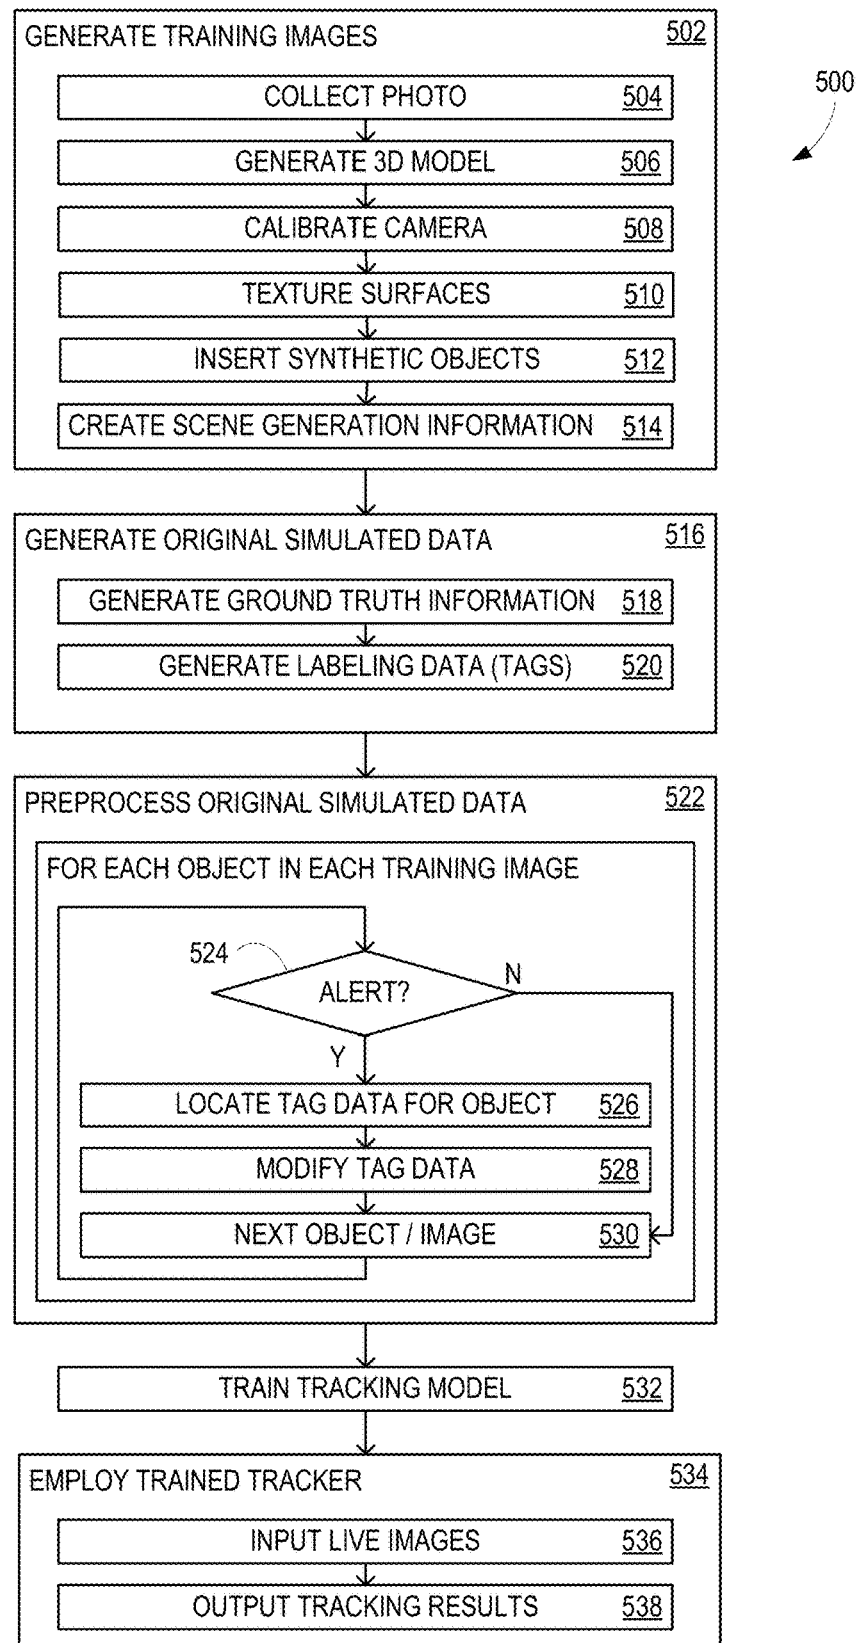 GENERATE TRAINING IMAGES 502
500
COLLECT PHOTO 504
GENERATE 3D MODEL 506
CALIBRATE CAMERA 508
TEXTURE SURFACES 510
INSERT SYNTHETIC OBJECTS 512
CREATE SCENE GENERATION INFORMATION 514
GENERATE ORIGINAL SIMULATED DATA 516
GENERATE GROUND TRUTH INFORMATION 518
GENERATE LABELING DATA (TAGS) 520
PREPROCESS ORIGINAL SIMULATED DATA 522
FOR EACH OBJECT IN EACH TRAINING IMAGE
524
ALERT?
N
Y
LOCATE TAG DATA FOR OBJECT 526
MODIFY TAG DATA 528
NEXT OBJECT / IMAGE 530
TRAIN TRACKING MODEL 532
EMPLOY TRAINED TRACKER 534
INPUT LIVE IMAGES 536
OUTPUT TRACKING RESULTS 538